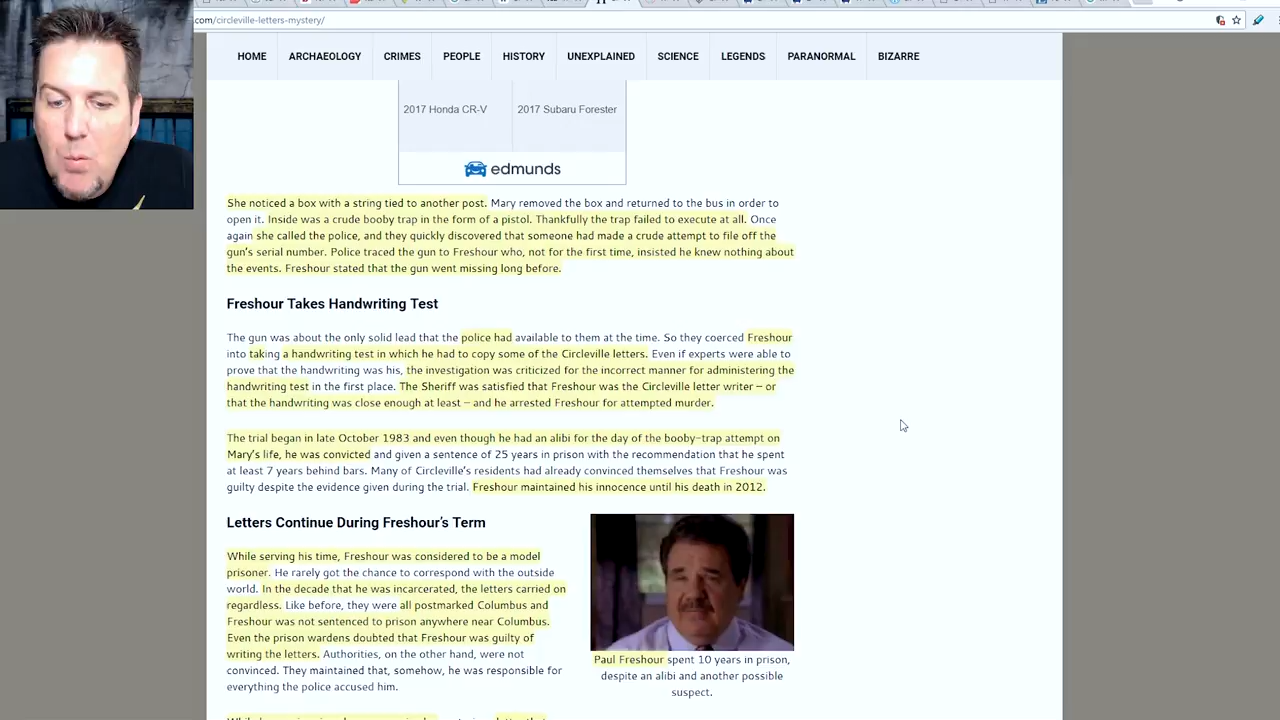 com/circleville-letters-mystery/
HOME ARCHAEOLOGY CRIMES PEOPLE HISTORY UNEXPLAINED SCIENCE LEGENDS PARANORMAL BIZARRE
2017 Honda CR-V 2017 Subaru Forester
edmunds
She noticed a box with a string tied to another post. Mary removed the box and returned to the bus in order to
open it. Inside was a crude booby trap in the form of a pistol. Thankfully the trap failed to execute at all. Once
again she called the police, and they quickly discovered that someone had made a crude attempt to file off the
gun's serial number. Police traced the gun to Freshour who, not for the first time, insisted he knew nothing about
the events. Freshour stated that the gun went missing long before.
Freshour Takes Handwriting Test
The gun was about the only solid lead that the police had available to them at the time. So they coerced Freshour
into taking a handwriting test in which he had to copy some of the Circleville letters. Even if experts were able to
prove that the handwriting was his, the investigation was criticized for the incorrect manner for administering the
handwriting test in the first place. The Sheriff was satisfied that Freshour was the Circleville letter writer – or
that the handwriting was close enough at least – and he arrested Freshour for attempted murder.
The trial began in late October 1983 and even though he had an alibi for the day of the booby-trap attempt on
Mary's life, he was convicted and given a sentence of 25 years in prison with the recommendation that he spent
at least 7 years behind bars. Many of Circleville's residents had already convinced themselves that Freshour was
guilty despite the evidence given during the trial. Freshour maintained his innocence until his death in 2012.
Letters Continue During Freshour's Term
While serving his time, Freshour was considered to be a model
prisoner. He rarely got the chance to correspond with the outside
world. In the decade that he was incarcerated, the letters carried on
regardless. Like before, they were all postmarked Columbus and
Freshour was not sentenced to prison anywhere near Columbus.
Even the prison wardens doubted that Freshour was guilty of
writing the letters. Authorities, on the other hand, were not
convinced. They maintained that, somehow, he was responsible for
everything the police accused him.
Paul Freshour spent 10 years in prison,
despite an alibi and another possible
suspect.